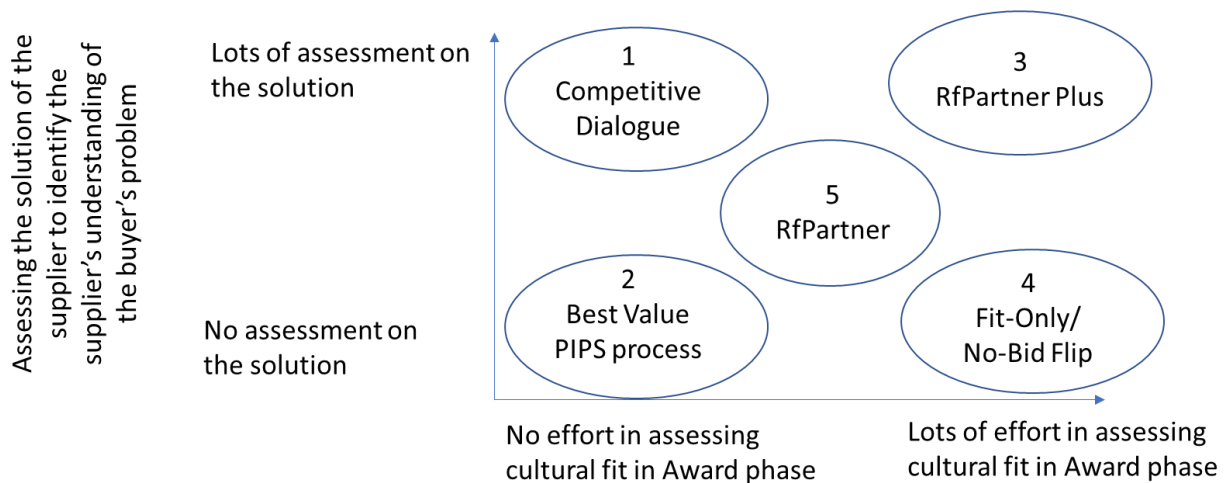 Assessing the solution of the
supplier to identify the
supplier's understanding of
the buyer's problem
Lots of assessment on
the solution
1
Competitive
Dialogue
3
RfPartner Plus
5
RfPartner
No assessment on
the solution
2
Best Value
PIPS process
4
Fit-Only/
No-Bid Flip
No effort in assessing
cultural fit in Award phase
Lots of effort in assessing
cultural fit in Award phase